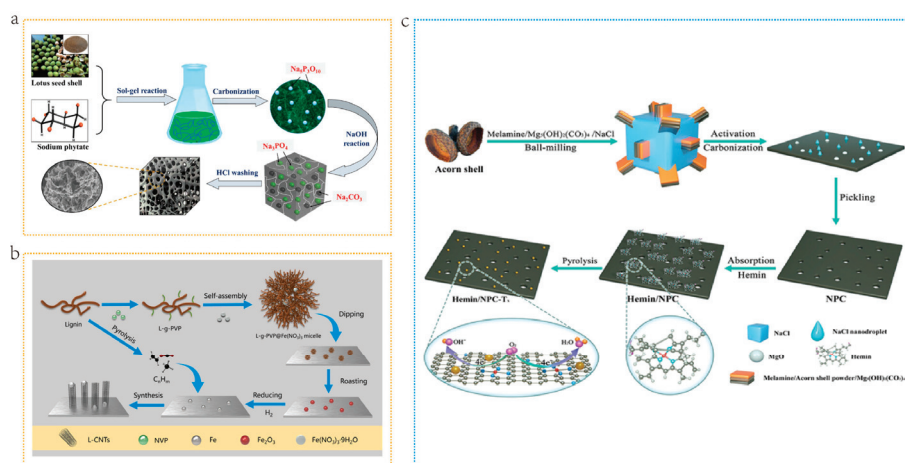 a
Lotus seed shell
Sodium phytate
Sol-gel reaction
Carbonization
Na₅P₃O₁₀
NaOH
reaction
Na₃PO₄
Na₂CO₃
HCl washing
b
Lignin
L-g-PVP
Self-assembly
L-g-PVP@Fe(NO₃)₃ micelle
Dipping
Pyrolysis
CₙHₘ
Roasting
Reducing
H₂
Synthesis
L-CNTs
NVP
Fe
Fe₂O₃
Fe(NO₃)₃·9H₂O
c
Acorn shell
Melamine/Mg₅(OH)₂(CO₃)₄ /NaCl
Ball-milling
Activation
Carbonization
Pickling
NPC
Absorption
Hemin
Hemin/NPC
Pyrolysis
Hemin/NPC-Tₓ
OH⁻
O₂
H₂O
4e⁻
4e⁻
NaCl
NaCl nanodroplet
MgO
Hemin
Melamine/Acorn shell powder/Mg₅(OH)₂(CO₃)₄